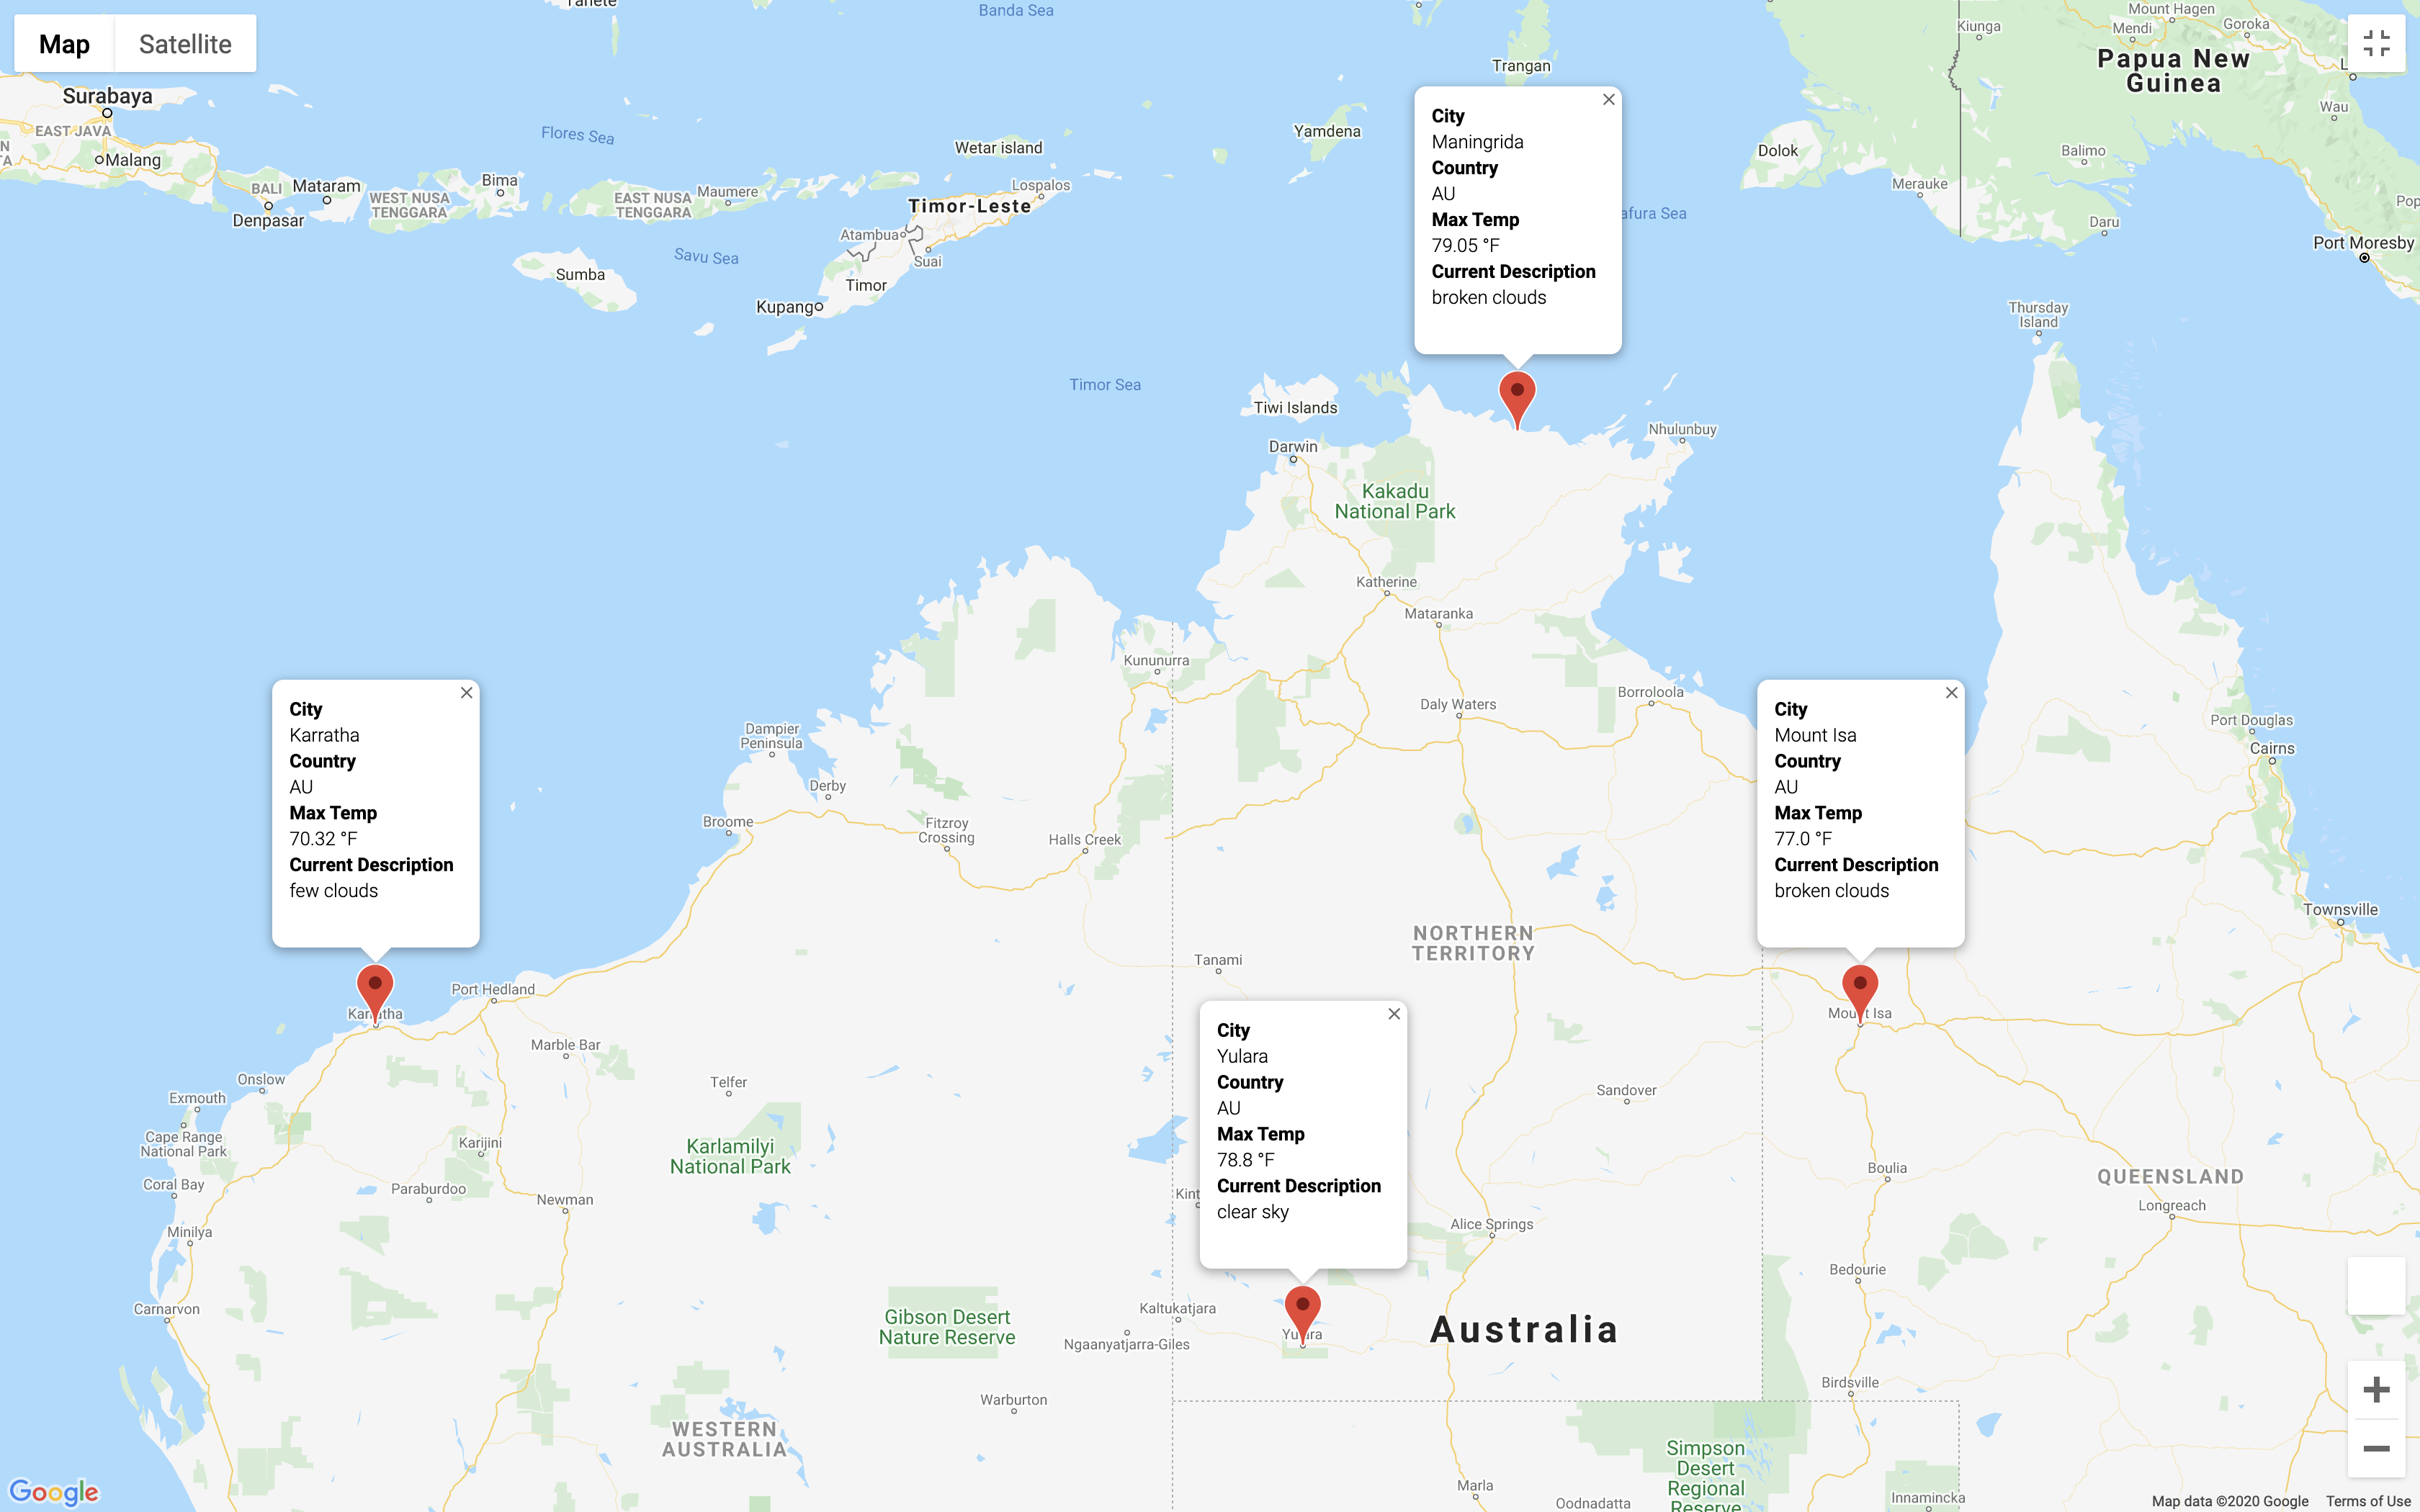 Tanete
Banda Sea
Map
Satellite
Mount Hagen
Kiunga
Mendi
Goroka
Papua New
Guinea
Trangan
Surabaya
EAST JAVA
Malang
Flores Sea
Wetar island
Yamdena
Wau
Dolok
Balimo
BALI
Mataram
Denpasar
WEST NUSA
TENGGARA
Bima
EAST NUSA
TENGGARA
Maumere
Lospalos
Timor-Leste
Merauke
Daru
Port Moresby
Atambua
Suai
Savu Sea
Sumba
Timor
Kupang
Timor Sea
Thursday
Island
City
Maningrida
Country
AU
Max Temp
79.05 °F
Current Description
broken clouds
afura Sea
Tiwi Islands
Darwin
Nhulunbuy
Kakadu
National Park
Katherine
Mataranka
Kununurra
Daly Waters
Borroloola
Port Douglas
Cairns
Dampier
Peninsula
Derby
Broome
Fitzroy
Crossing
Halls Creek
City
Karratha
Country
AU
Max Temp
70.32 °F
Current Description
few clouds
City
Mount Isa
Country
AU
Max Temp
77.0 °F
Current Description
broken clouds
Townsville
NORTHERN
TERRITORY
Tanami
Port Hedland
Karratha
Mount Isa
Marble Bar
Telfer
Onslow
Exmouth
Cape Range
National Park
Karijini
Karlamilyi
National Park
Coral Bay
Paraburdoo
Newman
Minilya
Sandover
Boulia
QUEENSLAND
Longreach
City
Yulara
Country
AU
Max Temp
78.8 °F
Current Description
clear sky
Kint
Alice Springs
Bedourie
Carnarvon
Gibson Desert
Nature Reserve
Kaltukatjara
Ngaanyatjarra-Giles
Yulara
Australia
Birdsville
Warburton
WESTERN
AUSTRALIA
Simpson
Desert
Regional
Reserve
Marla
Oodnadatta
Innamincka
Google
Map data ©2020 Google
Terms of Use